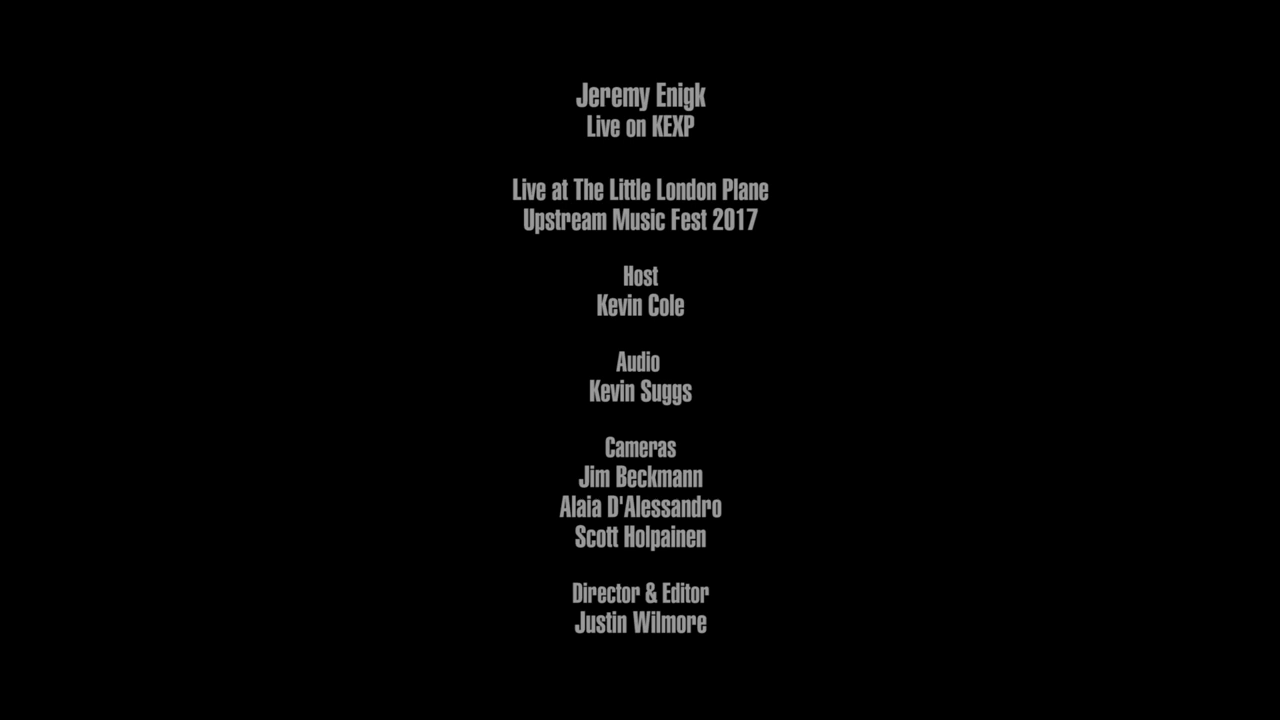 Jeremy Enigk
Live on KEXP
Live at The Little London Plane
Upstream Music Fest 2017
Host
Kevin Cole
Audio
Kevin Suggs
Cameras
Jim Beckmann
Alaia D'Alessandro
Scott Holpainen
Director & Editor
Justin Wilmore